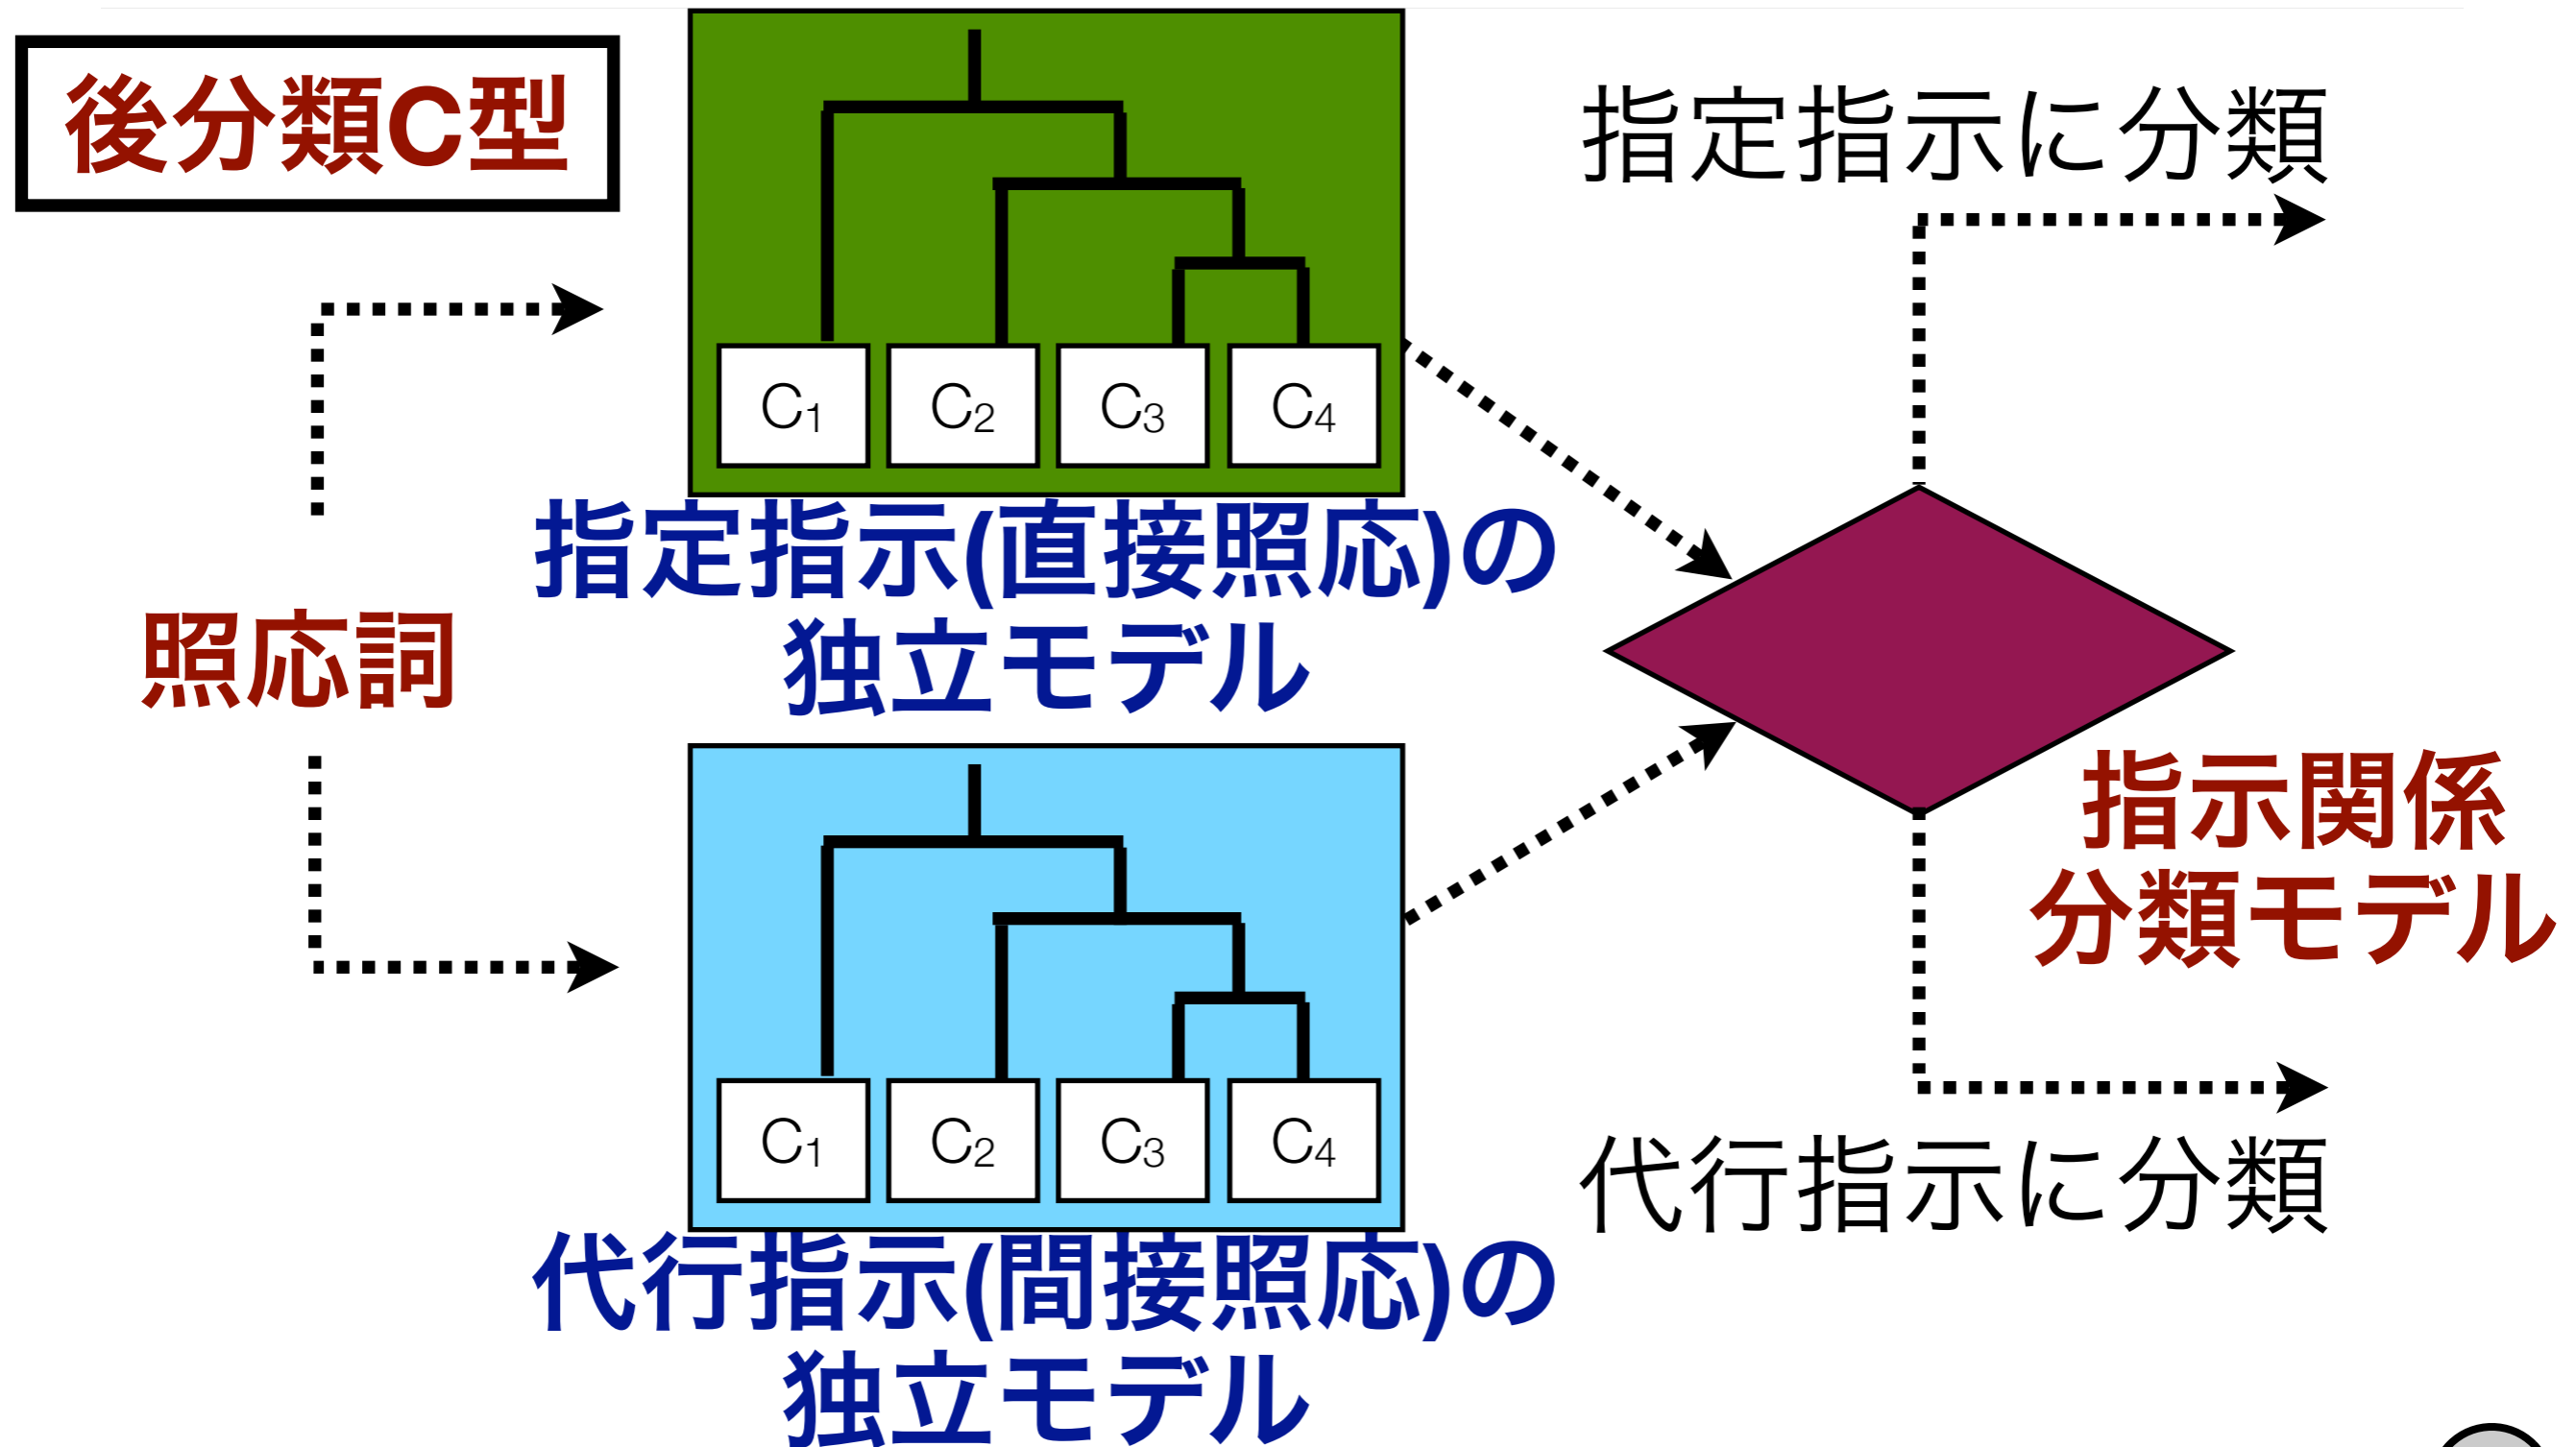 後分類C型
指定指示に分類
C1 C2 C3 C4
指定指示(直接照応)の
独立モデル
照応詞
指示関係
分類モデル
C1 C2 C3 C4
代行指示に分類
代行指示(間接照応)の
独立モデル